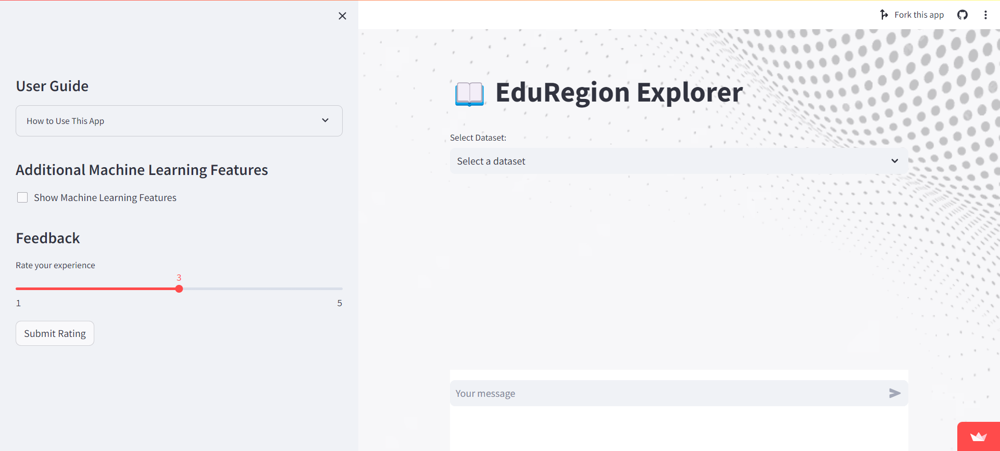 Fork this app
User Guide
How to Use This App
Additional Machine Learning Features
Show Machine Learning Features
Feedback
Rate your experience
3
1 5
Submit Rating
EduRegion Explorer
Select Dataset:
Select a dataset
Your message